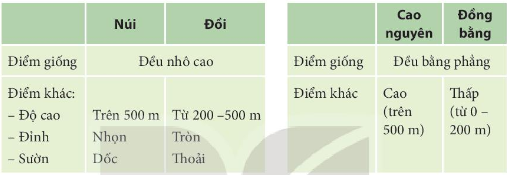 Núi Đồi
Điểm giống Đều nhô cao
Điểm khác:
– Độ cao Trên 500 m Từ 200 –500 m
– Đỉnh Nhọn Tròn
– Sườn Dốc Thoải
Cao nguyên Đồng bằng
Điểm giống Đều bằng phẳng
Điểm khác Cao (trên 500 m) Thấp (từ 0 – 200 m)